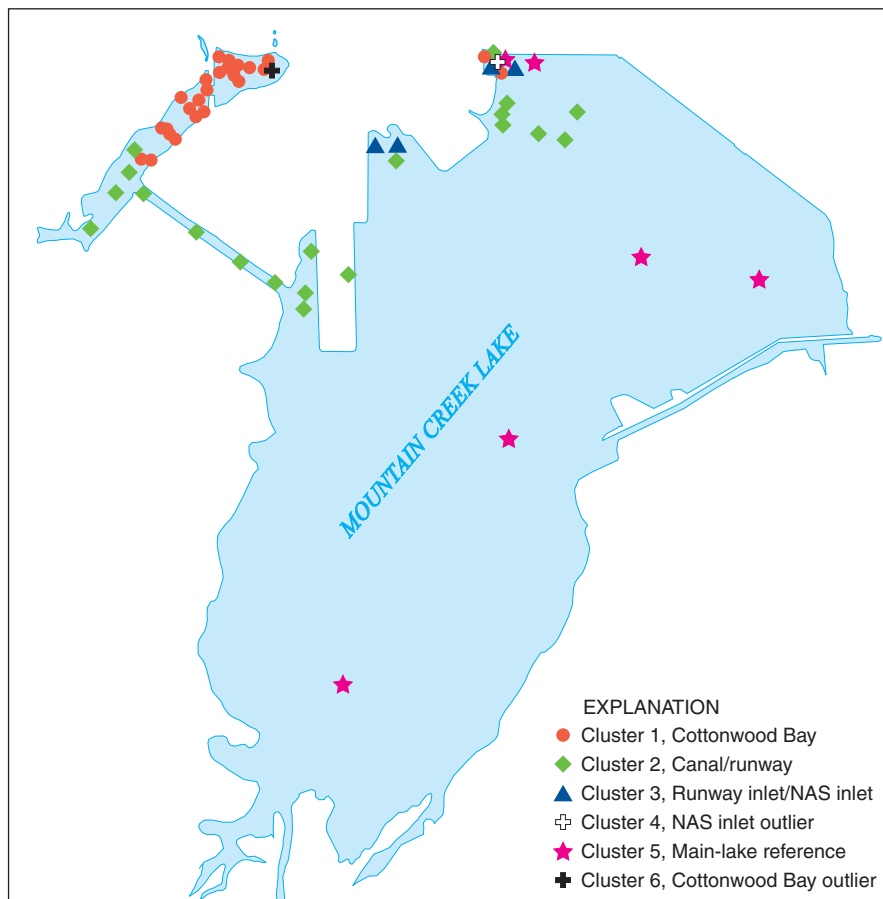 MOUNTAIN CREEK LAKE
EXPLANATION
Cluster 1, Cottonwood Bay
Cluster 2, Canal/runway
Cluster 3, Runway inlet/NAS inlet
Cluster 4, NAS inlet outlier
Cluster 5, Main-lake reference
Cluster 6, Cottonwood Bay outlier